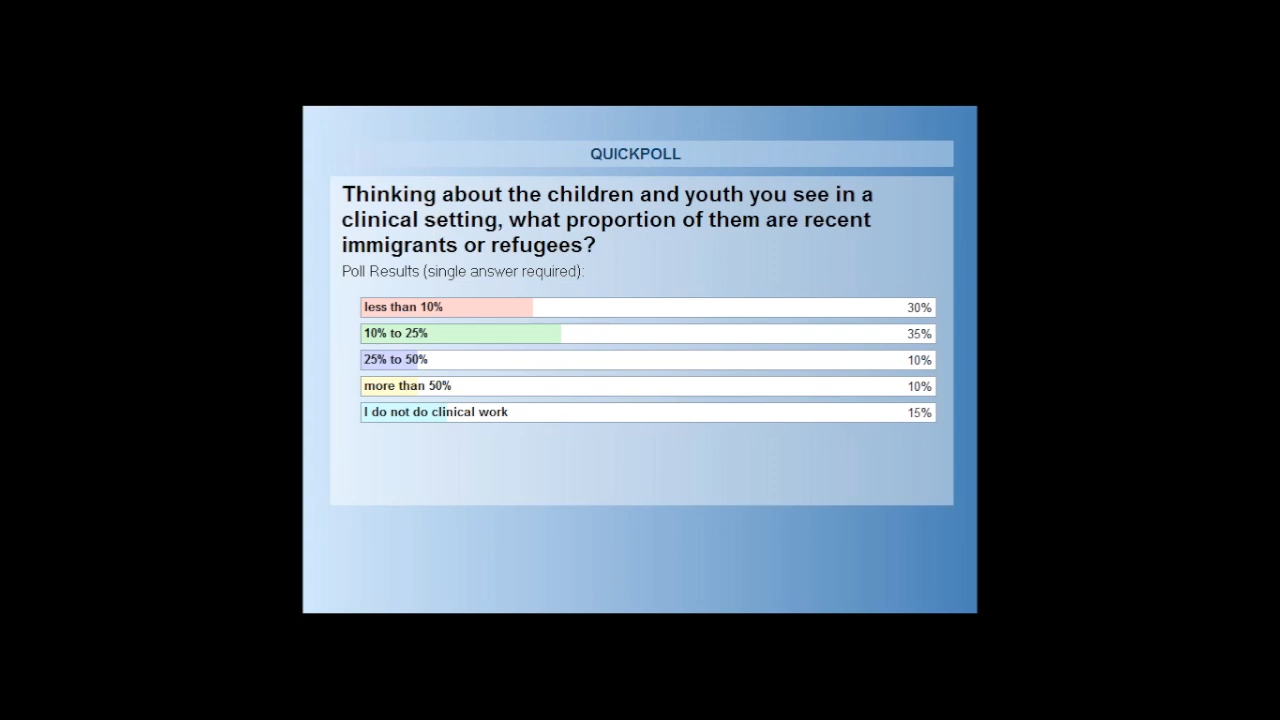 QUICKPOLL
Thinking about the children and youth you see in a
clinical setting, what proportion of them are recent
immigrants or refugees?
Poll Results (single answer required):
less than 10% 30%
10% to 25% 35%
25% to 50% 10%
more than 50% 10%
I do not do clinical work 15%